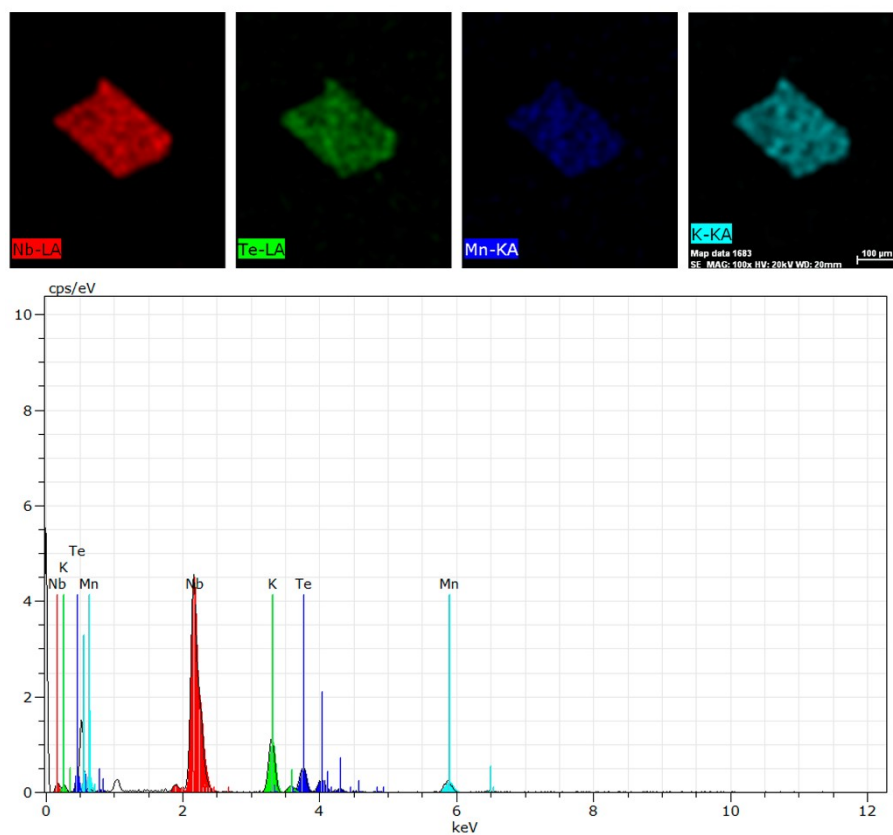 Nb-LA
Te-LA
Mn-KA
K-KA
Map data 1683
SE MAG: 100x HV: 20kV WD: 20mm
100 µm
cps/eV
10
8
6
4
2
0
Te
K
Nb Mn Nb K Te Mn
0 2 4 6 8 10 12
keV